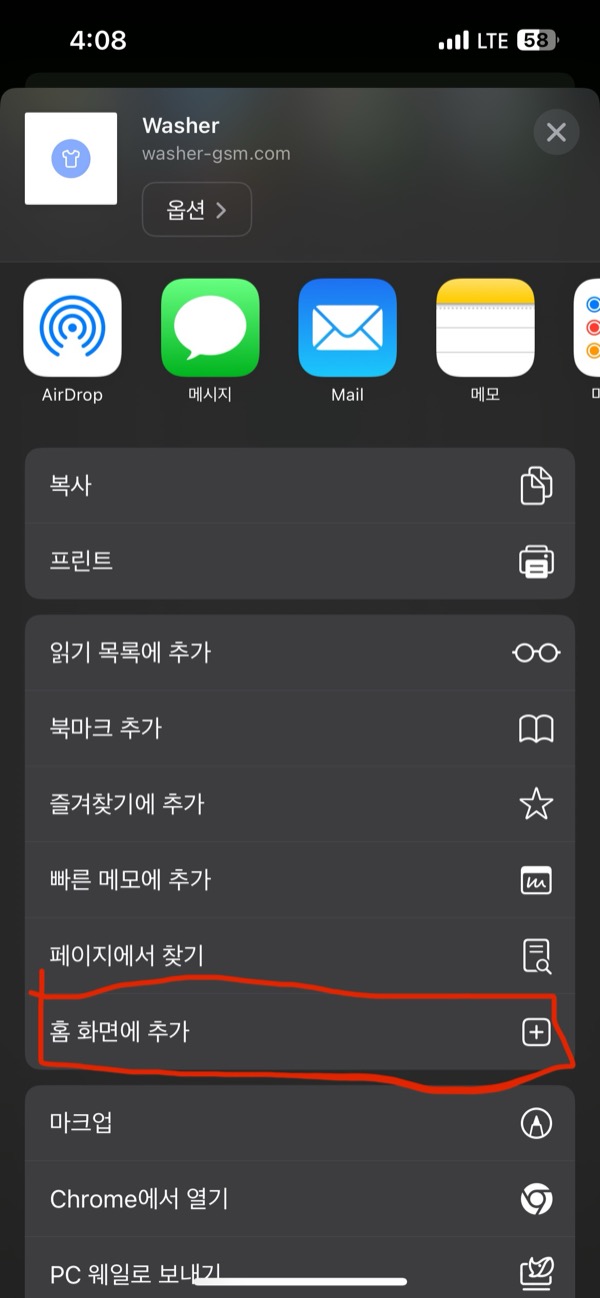 4:08
LTE 58
Washer
washer-gsm.com
옵션
AirDrop
메시지
Mail
메모
복사
프린트
읽기 목록에 추가
북마크 추가
즐겨찾기에 추가
빠른 메모에 추가
페이지에서 찾기
홈 화면에 추가
마크업
Chrome에서 열기
PC 웨일로 보내기